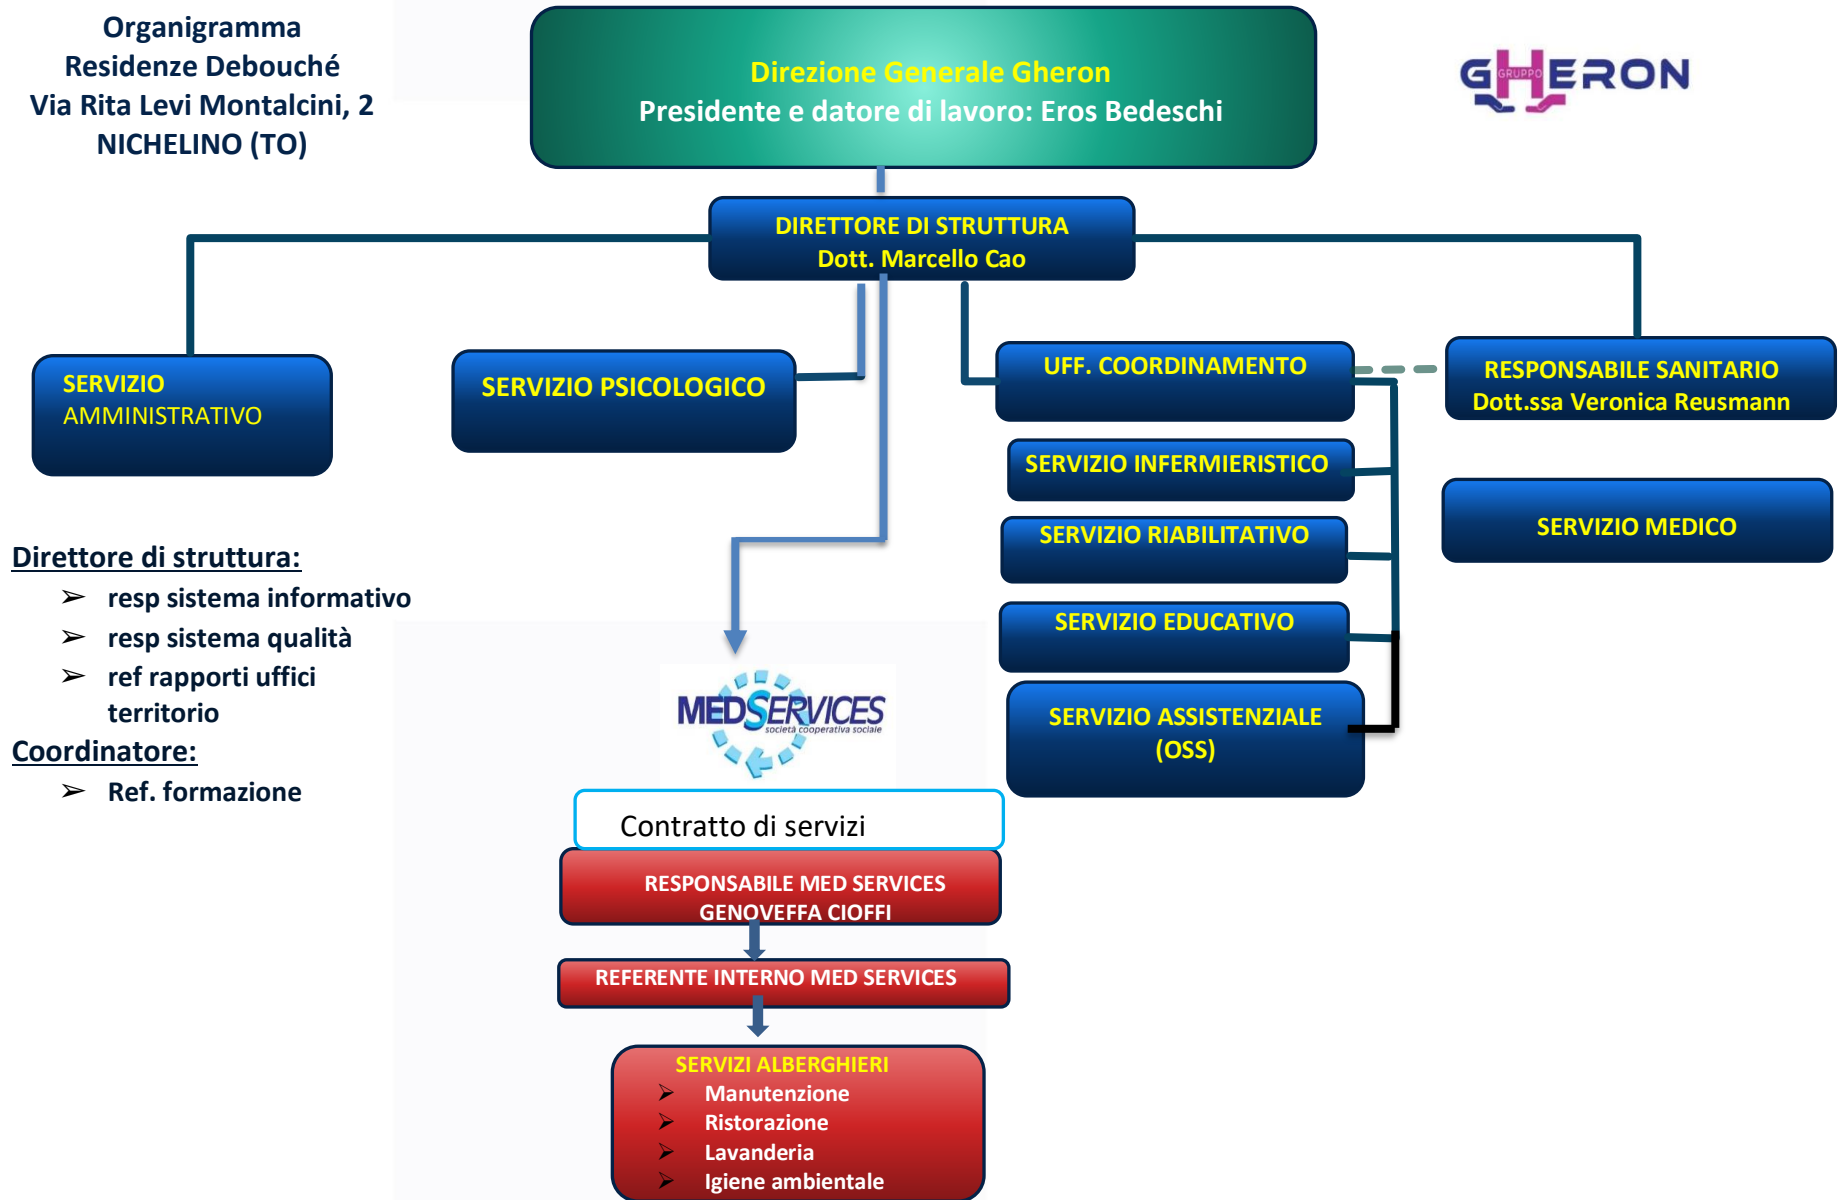 Organigramma
Residenze Debouché
Via Rita Levi Montalcini, 2
NICHELINO (TO)
Direzione Generale Gheron
Presidente e datore di lavoro: Eros Bedeschi
GHERON
GRUPPO
DIRETTORE DI STRUTTURA
Dott. Marcello Cao
SERVIZIO
AMMINISTRATIVO
SERVIZIO PSICOLOGICO
UFF. COORDINAMENTO
RESPONSABILE SANITARIO
Dott.ssa Veronica Reusmann
SERVIZIO INFERMIERISTICO
SERVIZIO MEDICO
SERVIZIO RIABILITATIVO
SERVIZIO EDUCATIVO
SERVIZIO ASSISTENZIALE
(OSS)
Direttore di struttura:
➢ resp sistema informativo
➢ resp sistema qualità
➢ ref rapporti uffici
territorio
Coordinatore:
➢ Ref. formazione
MEDSERVICES
società cooperativa sociale
Contratto di servizi
RESPONSABILE MED SERVICES
GENOVEFFA CIOFFI
REFERENTE INTERNO MED SERVICES
SERVIZI ALBERGHIERI
➢ Manutenzione
➢ Ristorazione
➢ Lavanderia
➢ Igiene ambientale